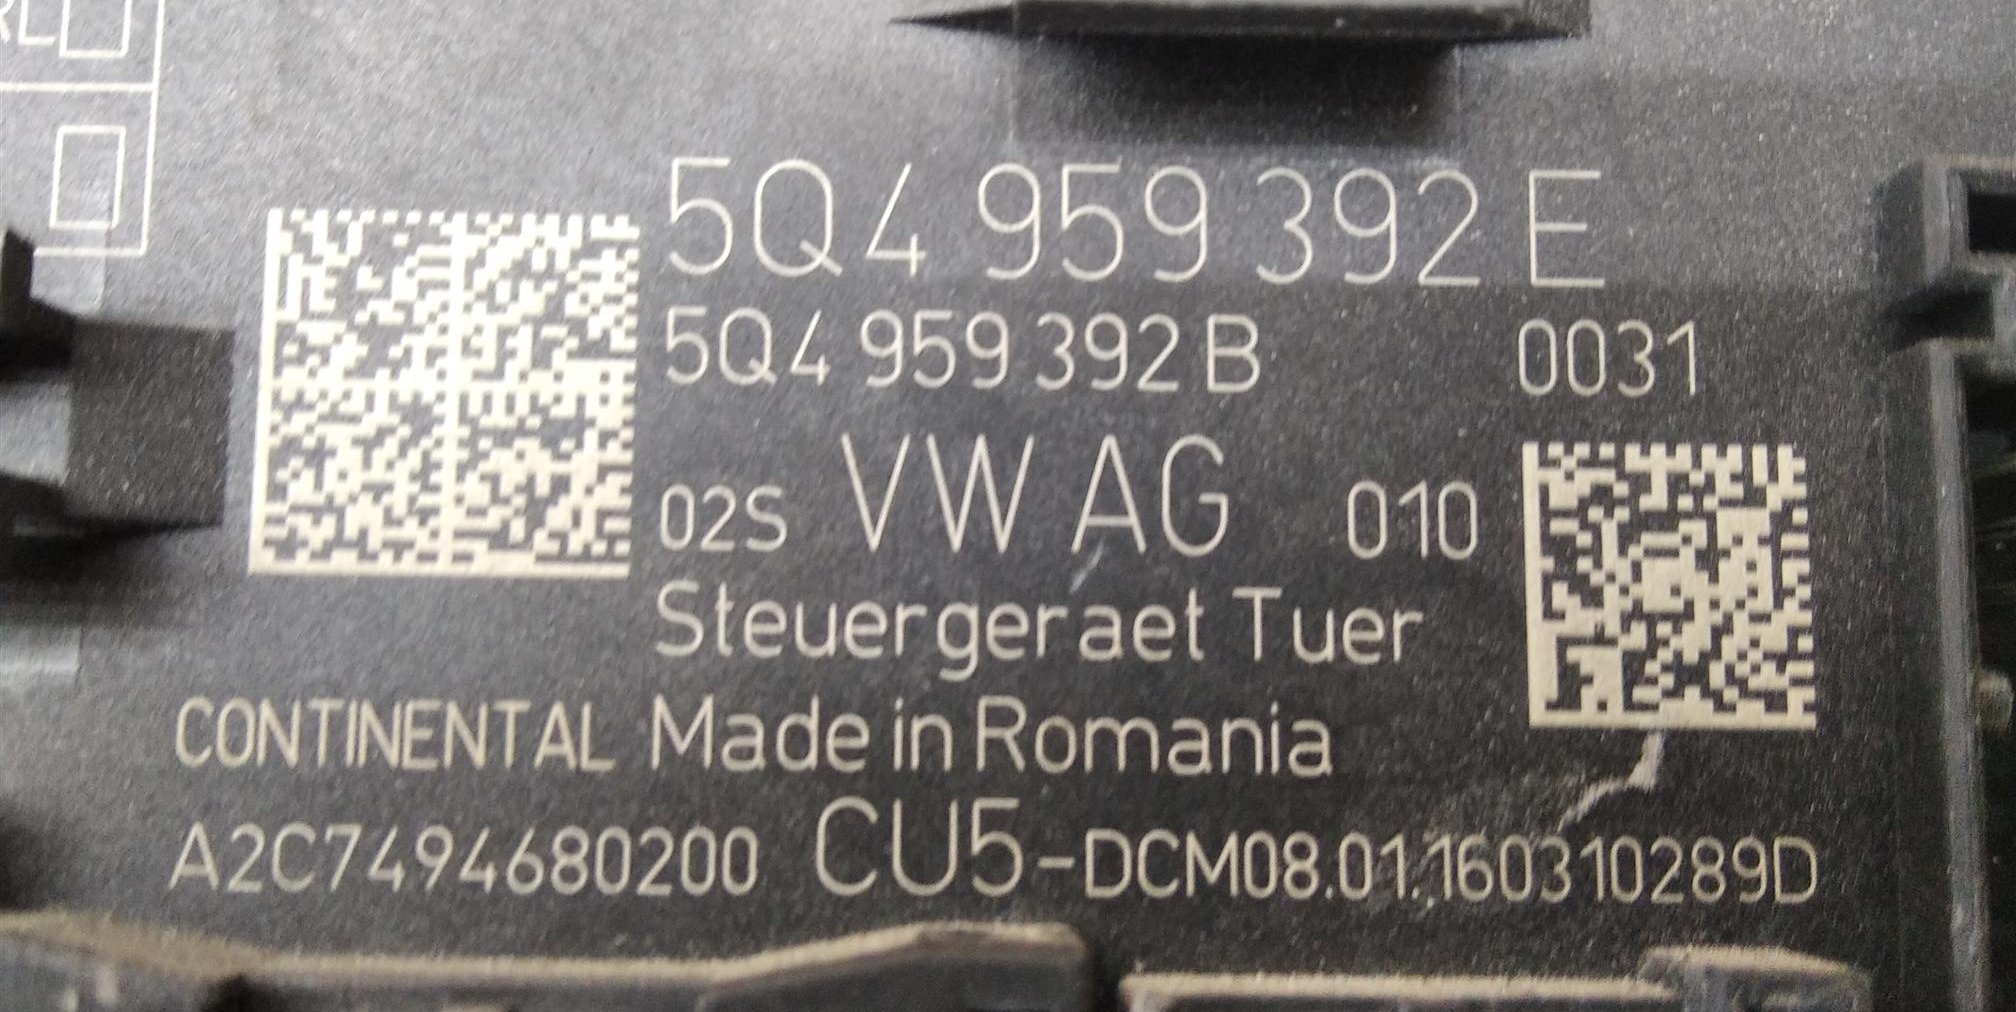 5Q4 959 392 E
5Q4 959 392 B 0031
02S VW AG 010
Steuergeraet Tuer
CONTINENTAL Made in Romania
A2C7494680200 CU5-DCM08.01.160310289D